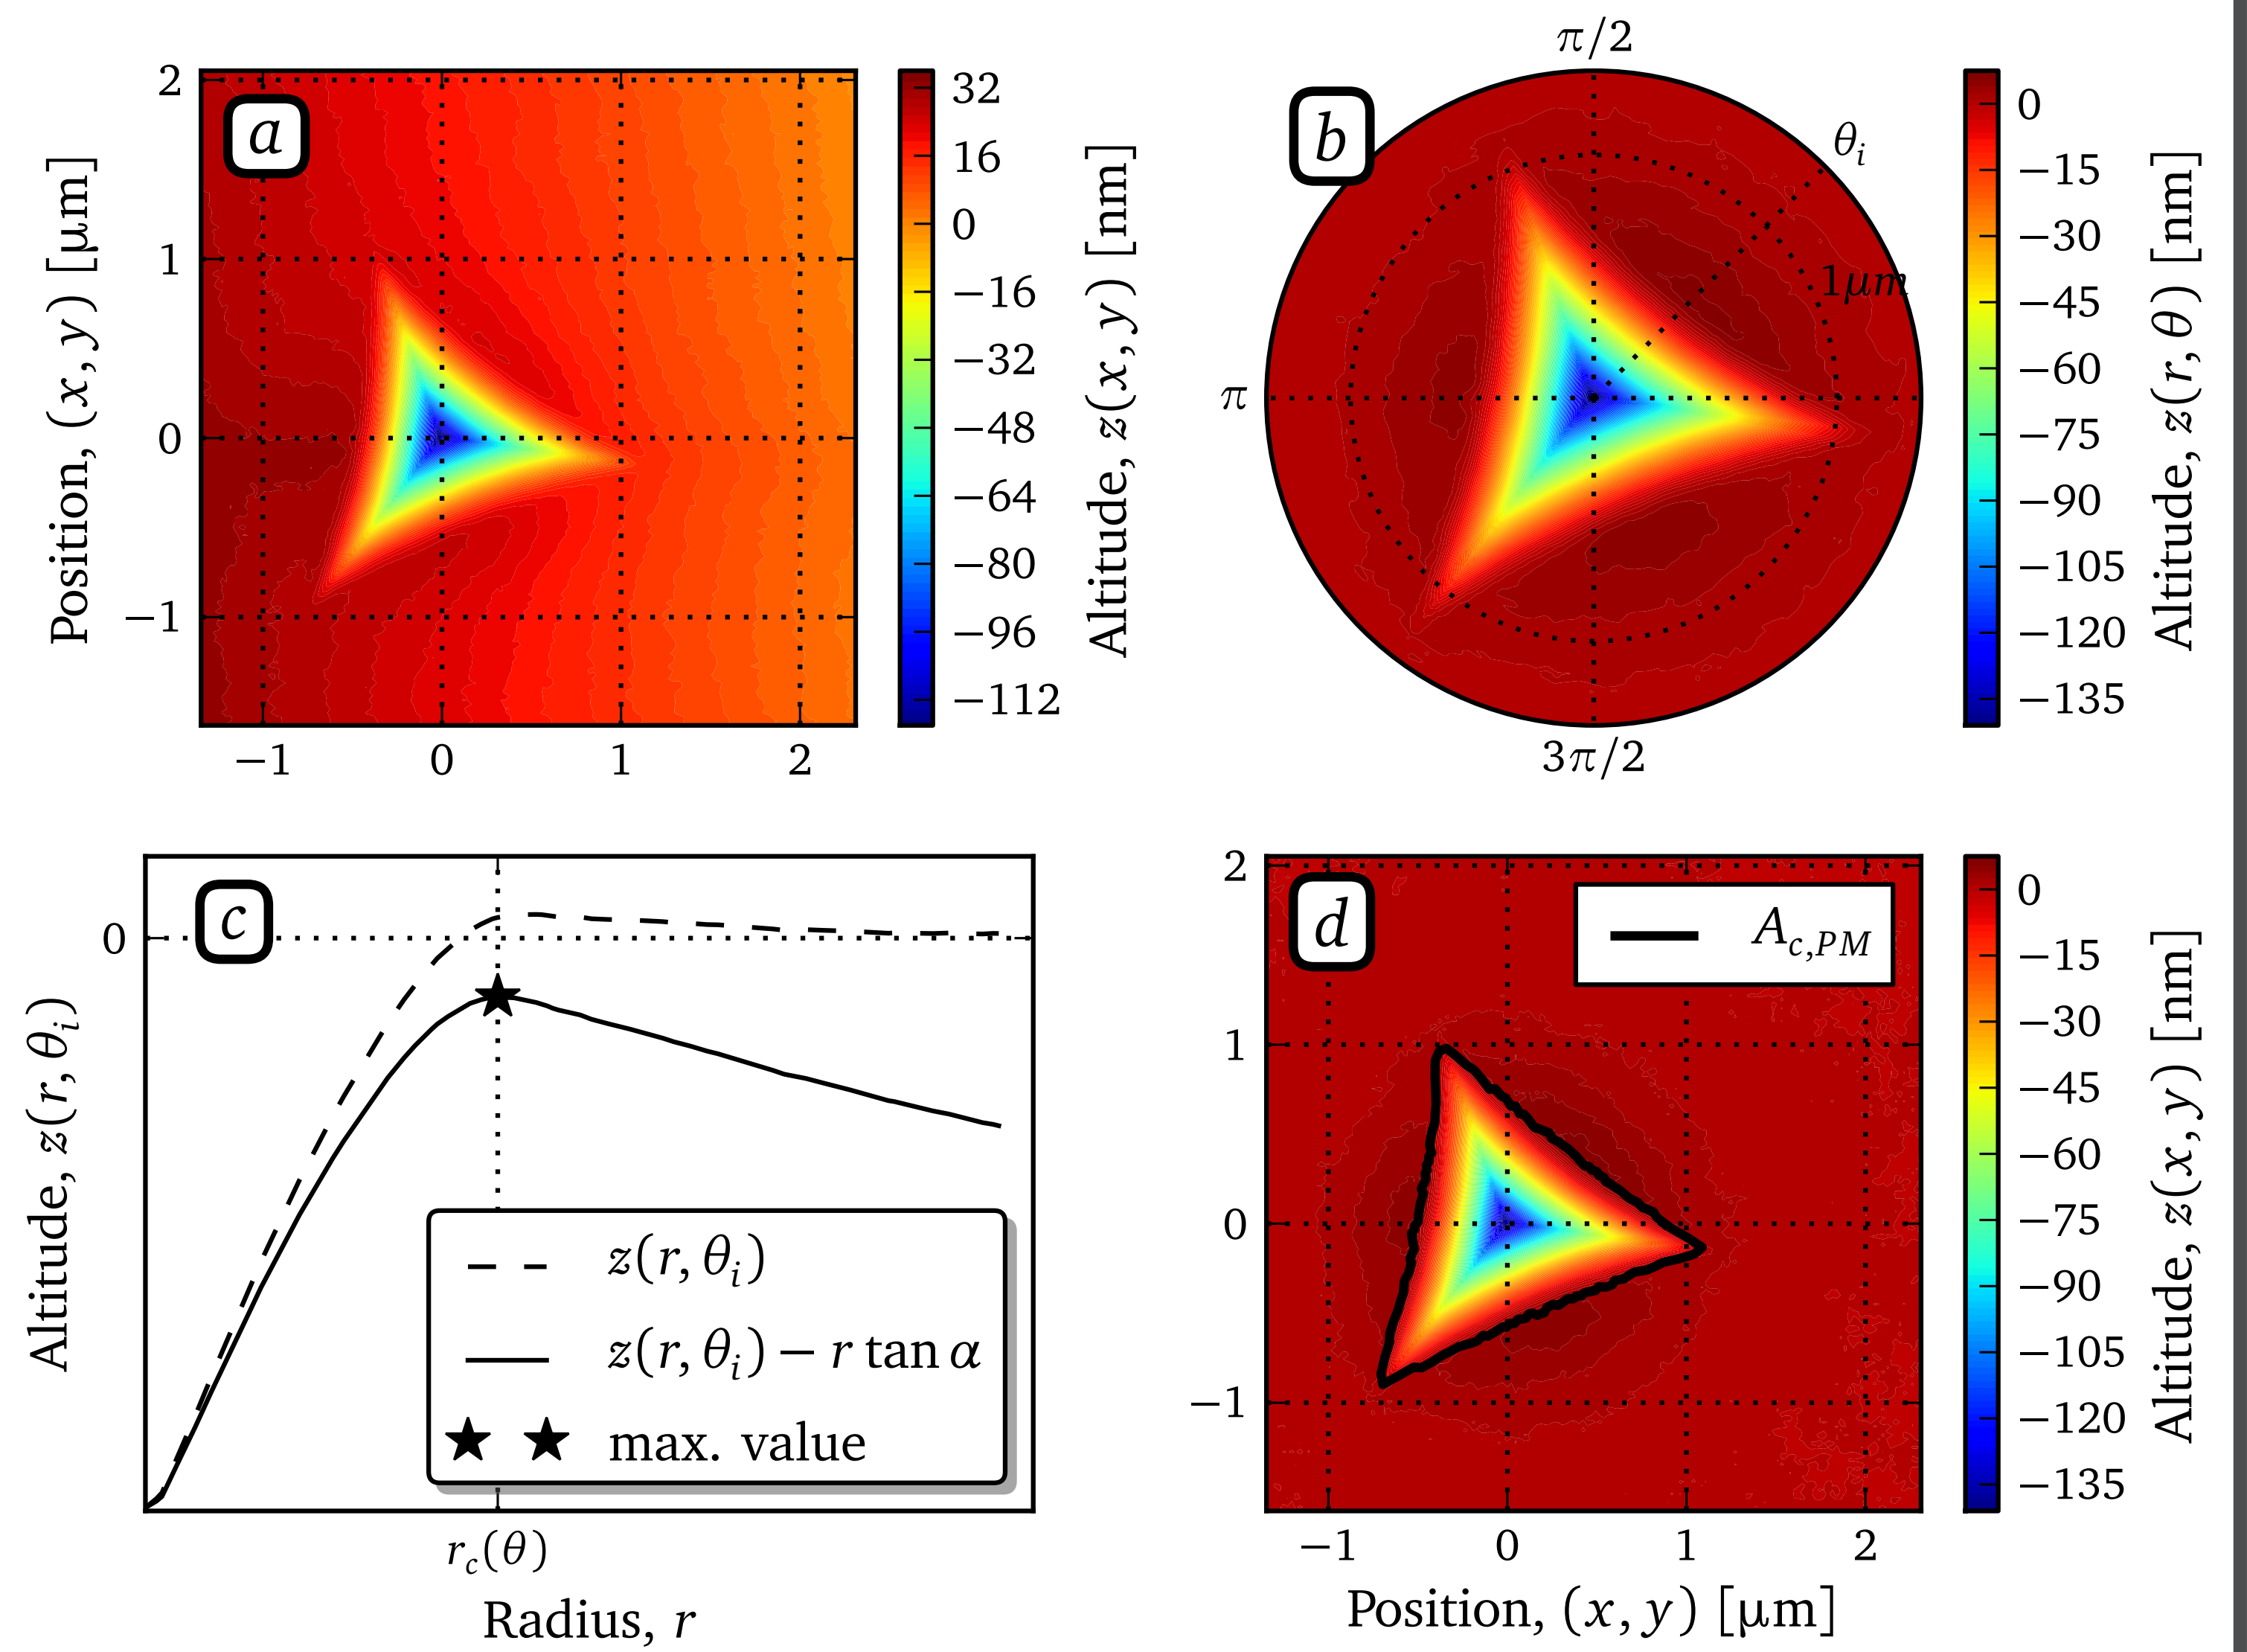 a
Position, (x, y) [μm]
2
1
0
−1
−1 0 1 2
32
16
0
−16
−32
−48
−64
−80
−96
−112
Altitude, z(x, y) [nm]
b
π/2
θi
1μm
π
3π/2
0
−15
−30
−45
−60
−75
−90
−105
−120
−135
Altitude, z(r, θ) [nm]
c
Altitude, z(r, θi)
0
z(r, θi)
z(r, θi) − r tan α
max. value
rc(θ)
Radius, r
d
Ac,PM
2
1
0
−1
−1 0 1 2
Position, (x, y) [μm]
0
−15
−30
−45
−60
−75
−90
−105
−120
−135
Altitude, z(x, y) [nm]